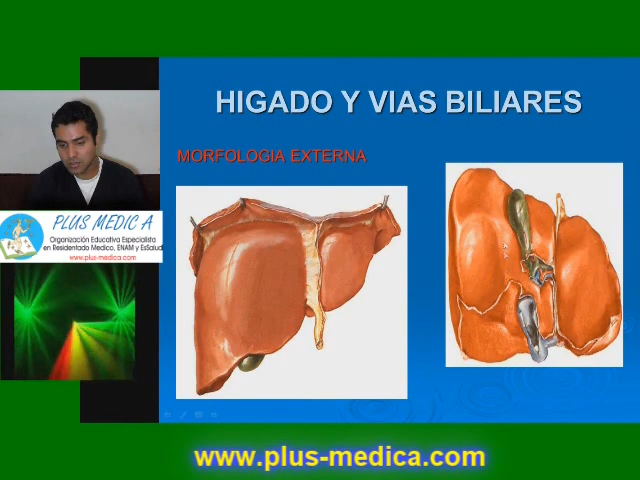 HIGADO Y VIAS BILIARES
MORFOLOGIA EXTERNA
PLUS MEDIC A
Organización Educativa Especialista
en Residentado Medico, ENAM y EsSalud
www.plus-medica.com
www.plus-medica.com